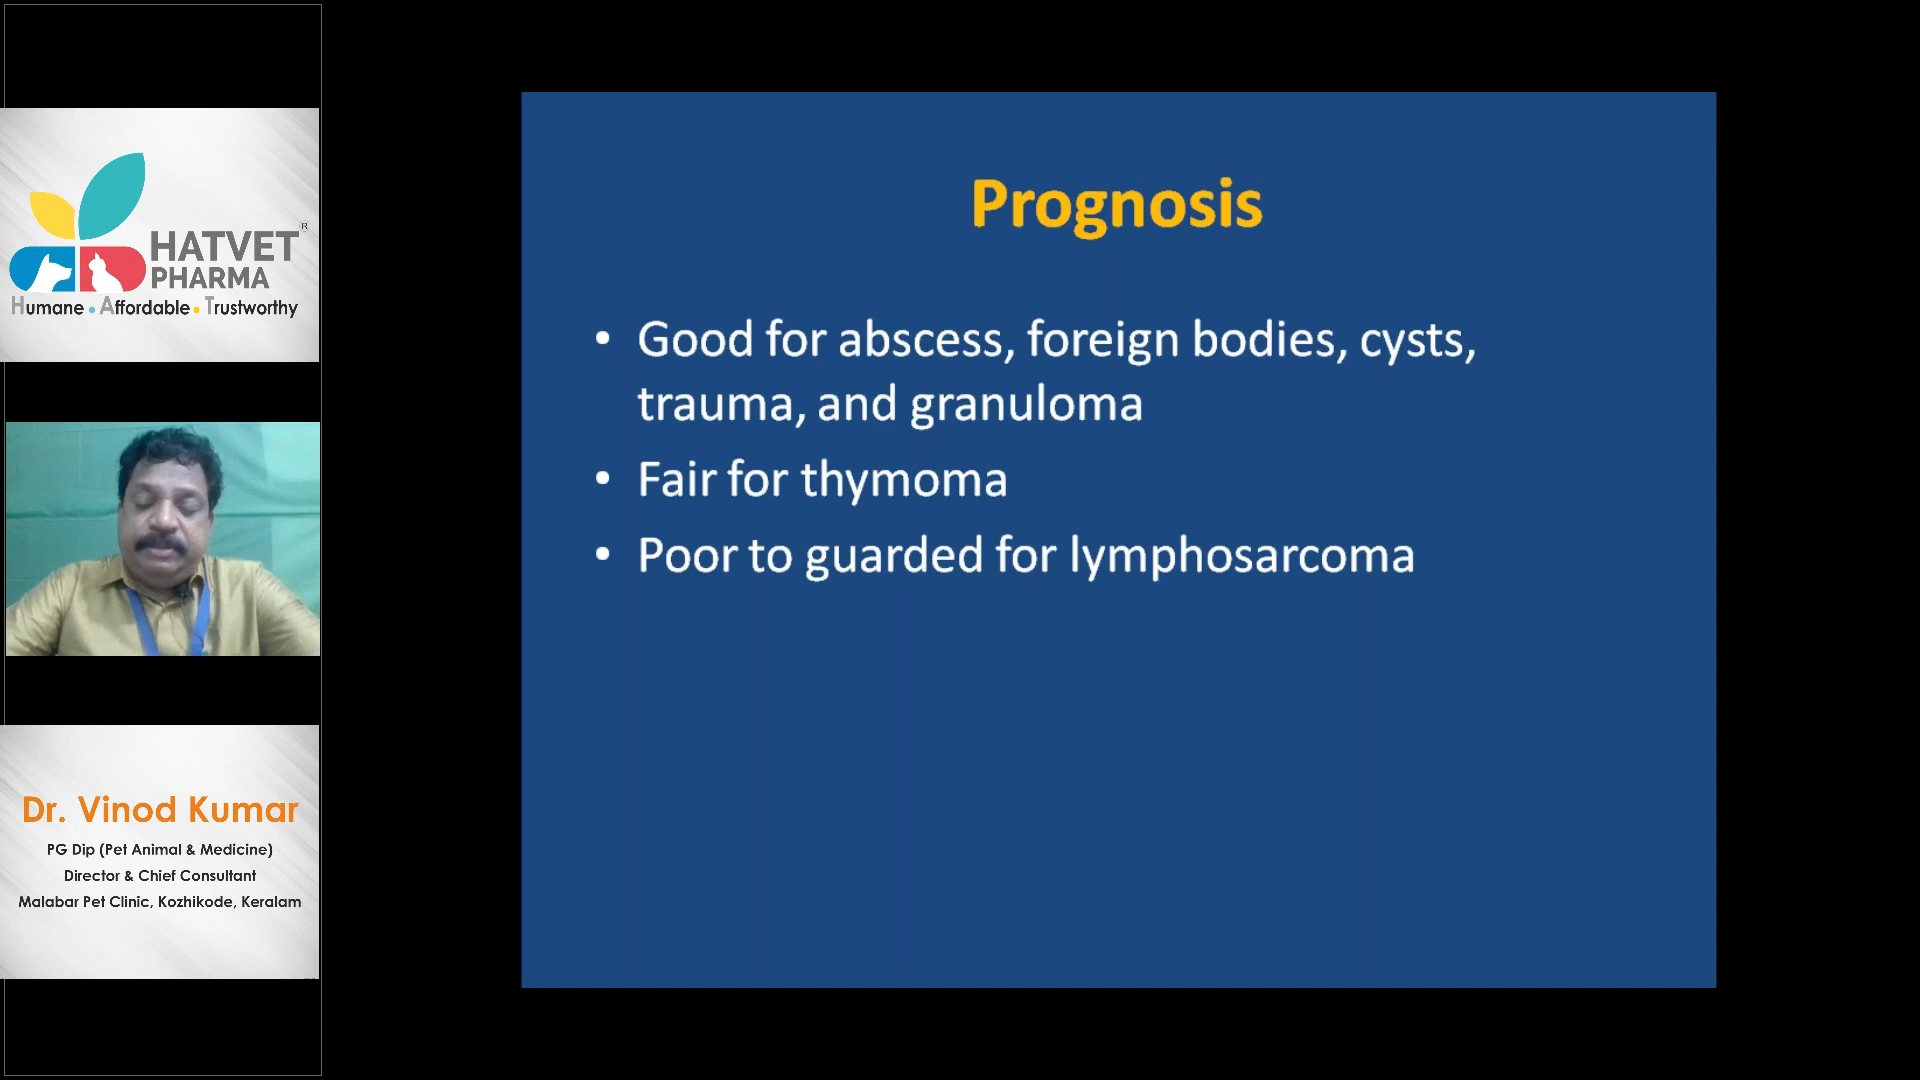 HATVET®
PHARMA
Humane • Affordable • Trustworthy
Dr. Vinod Kumar
PG Dip (Pet Animal & Medicine)
Director & Chief Consultant
Malabar Pet Clinic, Kozhikode, Keralam
Prognosis
• Good for abscess, foreign bodies, cysts,
trauma, and granuloma
• Fair for thymoma
• Poor to guarded for lymphosarcoma